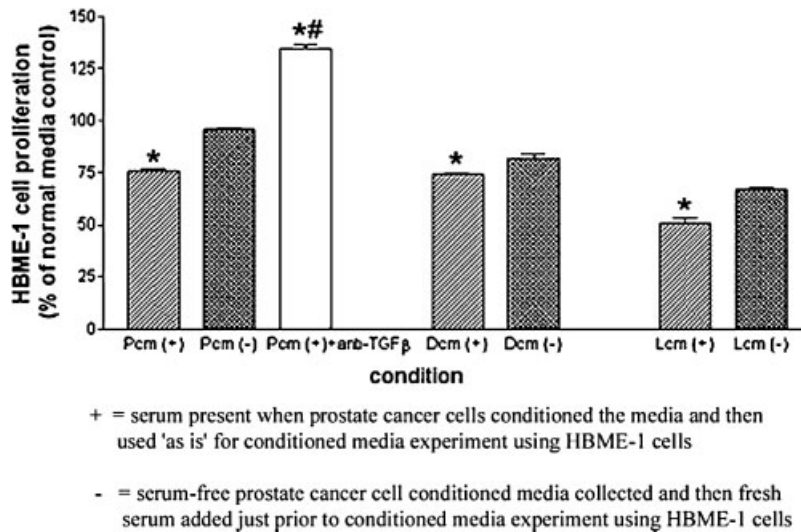 HBME-1 cell proliferation
(% of normal media control)
150
125
100
75
50
25
0
*
*#
*
*
Pcm (+) Pcm (-) Pcm (+)+anb-TGFβ Dcm (+) Dcm (-) Lcm (+) Lcm (-)
condition
+ = serum present when prostate cancer cells conditioned the media and then
used 'as is' for conditioned media experiment using HBME-1 cells
- = serum-free prostate cancer cell conditioned media collected and then fresh
serum added just prior to conditioned media experiment using HBME-1 cells